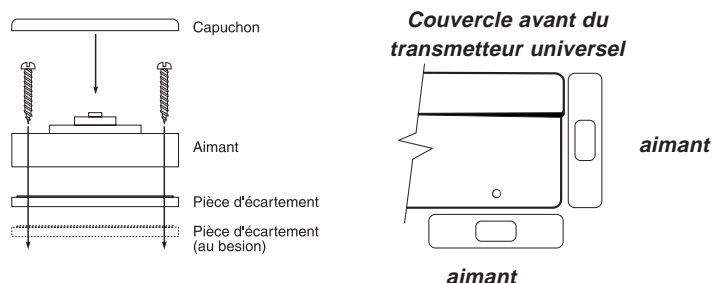 Capuchon
Aimant
Pièce d'écartement
Pièce d'écartement
(au besion)
Couvercle avant du
transmetteur universel
aimant
aimant